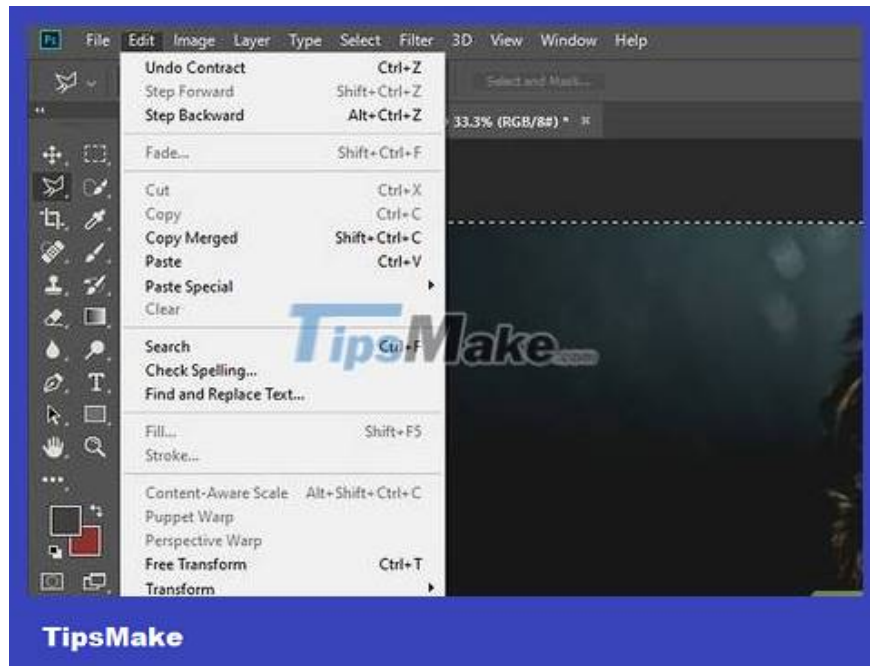 Ps File Edit Image Layer Type Select Filter 3D View Window Help
Select and Mask...
33.3% (RGB/8#) *
Undo Contract Ctrl+Z
Step Forward Shift+Ctrl+Z
Step Backward Alt+Ctrl+Z
Fade... Shift+Ctrl+F
Cut Ctrl+X
Copy Ctrl+C
Copy Merged Shift+Ctrl+C
Paste Ctrl+V
Paste Special
Clear
TipsMake.com
Search Ctrl+F
Check Spelling...
Find and Replace Text...
Fill... Shift+F5
Stroke...
Content-Aware Scale Alt+Shift+Ctrl+C
Puppet Warp
Perspective Warp
Free Transform Ctrl+T
Transform
TipsMake